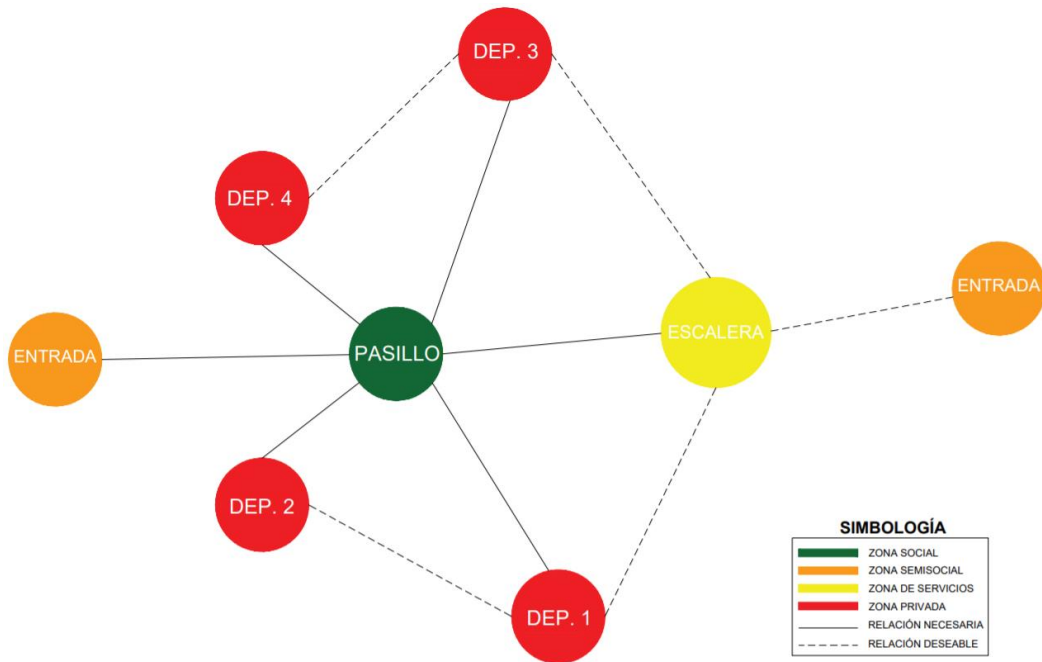 DEP. 3
DEP. 4
ENTRADA
ESCALERA
ENTRADA
PASILLO
DEP. 2
DEP. 1
SIMBOLOGÍA
ZONA SOCIAL
ZONA SEMISOCIAL
ZONA DE SERVICIOS
ZONA PRIVADA
RELACIÓN NECESARIA
RELACIÓN DESEABLE